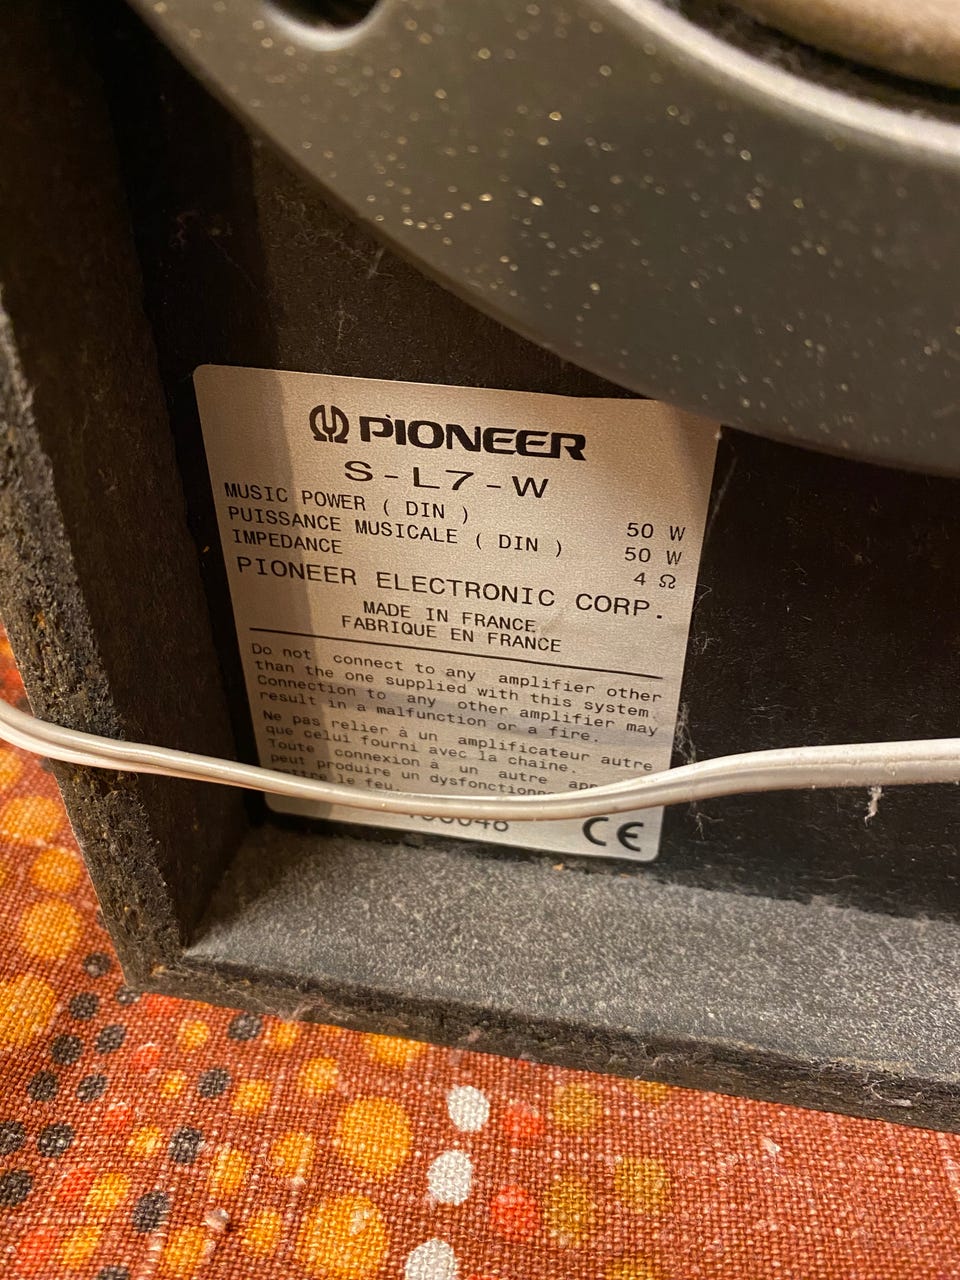 PIONEER
S-L7-W
MUSIC POWER ( DIN ) 50 W
PUISSANCE MUSICALE ( DIN ) 50 W
IMPEDANCE 4 Ω
PIONEER ELECTRONIC CORP.
MADE IN FRANCE
FABRIQUE EN FRANCE
Do not connect to any amplifier other
than the one supplied with this system.
Connection to any other amplifier may
result in a malfunction or a fire.
Ne pas relier à un amplificateur autre
que celui fourni avec la chaine.
Toute connexion à un autre
peut produire un
le feu.
CE